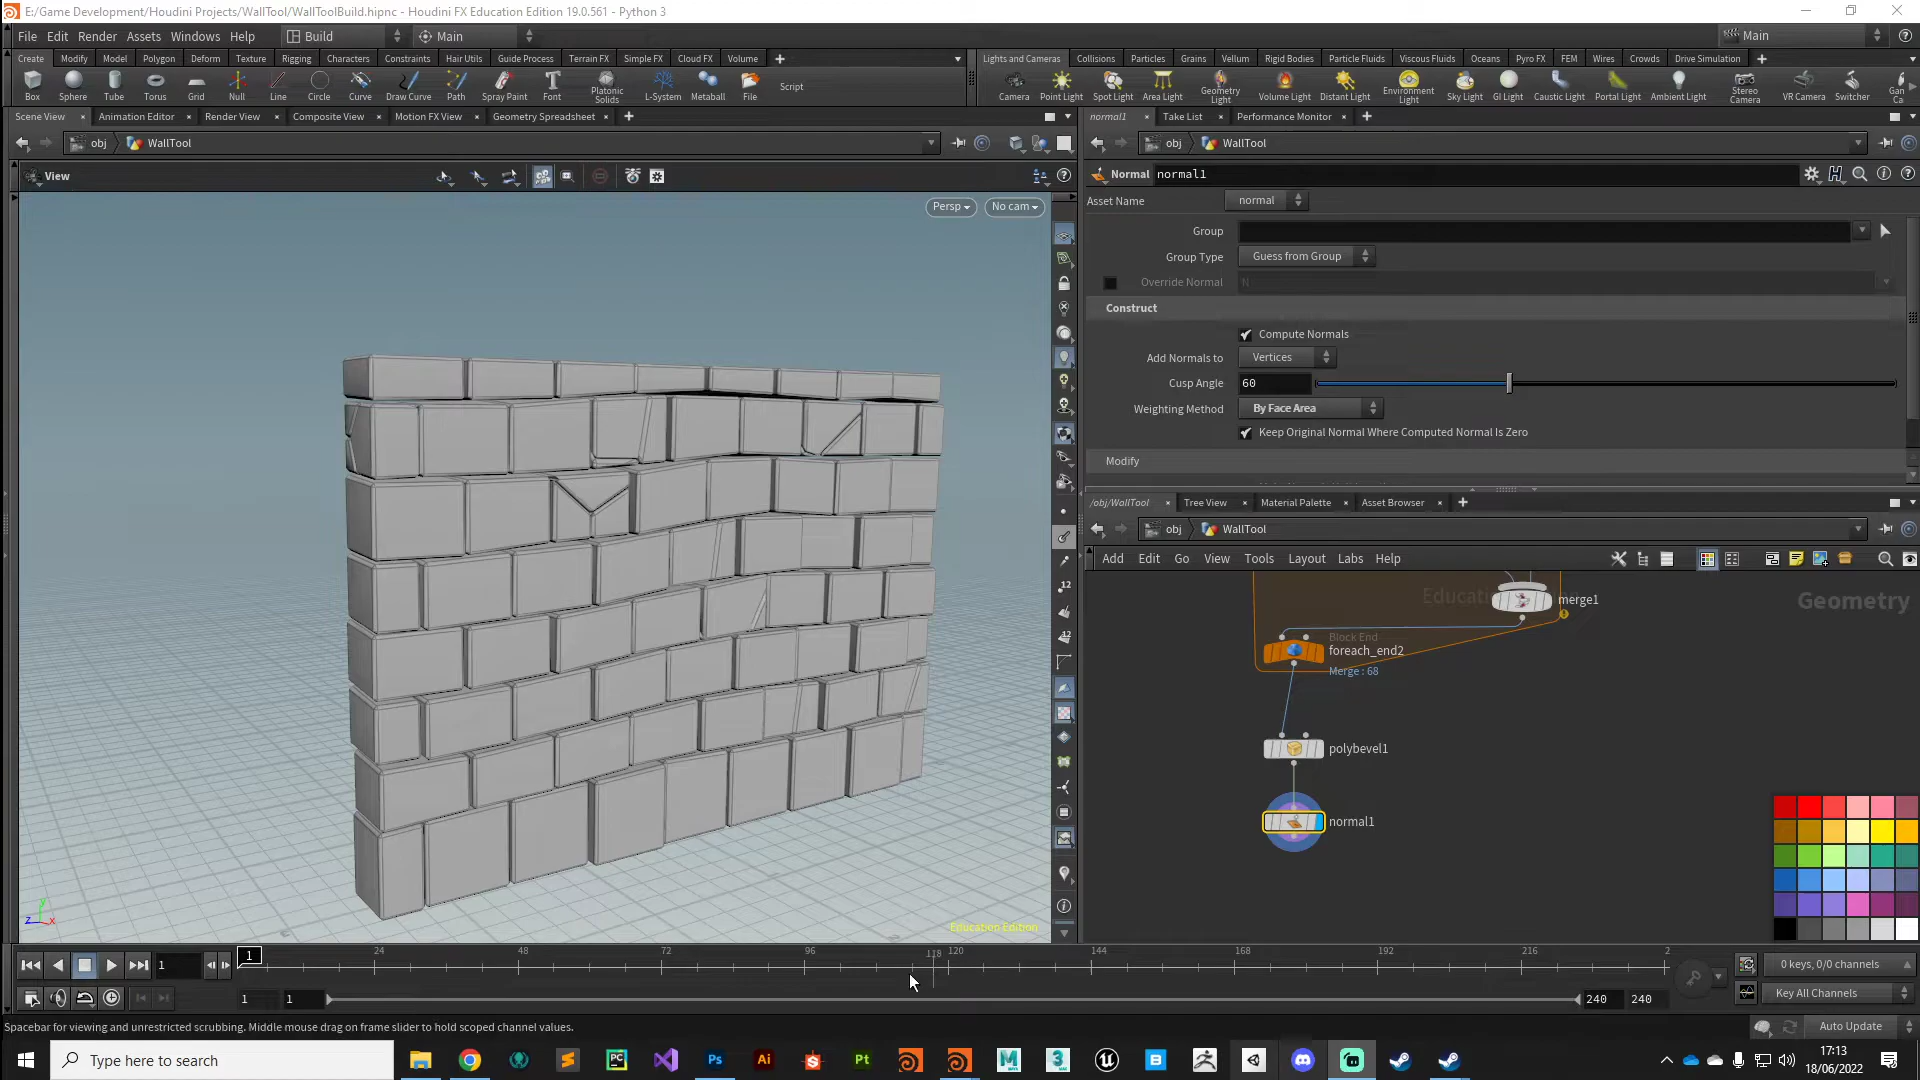 E:/Game Development/Houdini Projects/WallTool/WallToolBuild.hipnc - Houdini FX Education Edition 19.0.561 - Python 3
File Edit Render Assets Windows Help Build Main Main
Create Modify Model Polygon Deform Texture Rigging Characters Constraints Hair Utils Guide Process Terrain FX Simple FX Cloud FX Volume
Lights and Cameras Collisions Particles Grains Vellum Rigid Bodies Particle Fluids Viscous Fluids Oceans Pyro FX FEM Wires Crowds Drive Simulation
Box Sphere Tube Torus Grid Null Line Circle Curve Draw Curve Path Spray Paint Font Platonic Solids L-System Metaball File Script
Camera Point Light Spot Light Area Light Geometry Light Volume Light Distant Light Environment Light Sky Light GI Light Caustic Light Portal Light Ambient Light Stereo Camera VR Camera Switcher
Scene View Animation Editor Render View Composite View Motion FX View Geometry Spreadsheet
normal1 Take List Performance Monitor
obj WallTool
obj WallTool
View
Persp No cam
Normal normal1
Asset Name normal
Group
Group Type Guess from Group
Override Normal N
Construct
Compute Normals
Add Normals to Vertices
Cusp Angle 60
Weighting Method By Face Area
Keep Original Normal Where Computed Normal Is Zero
Modify
/obj/WallTool Tree View Material Palette Asset Browser
obj WallTool
Add Edit Go View Tools Layout Labs Help
merge1
Geometry
Block End
foreach_end2
Merge : 68
polybevel1
normal1
12
12
z y x
Education Edition
1 1 24 48 72 96 118 120 144 168 192 216 2
0 keys, 0/0 channels
1 1 240 240
Key All Channels
Spacebar for viewing and unrestricted scrubbing. Middle mouse drag on frame slider to hold scoped channel values.
Auto Update
Type here to search
17:13
18/06/2022